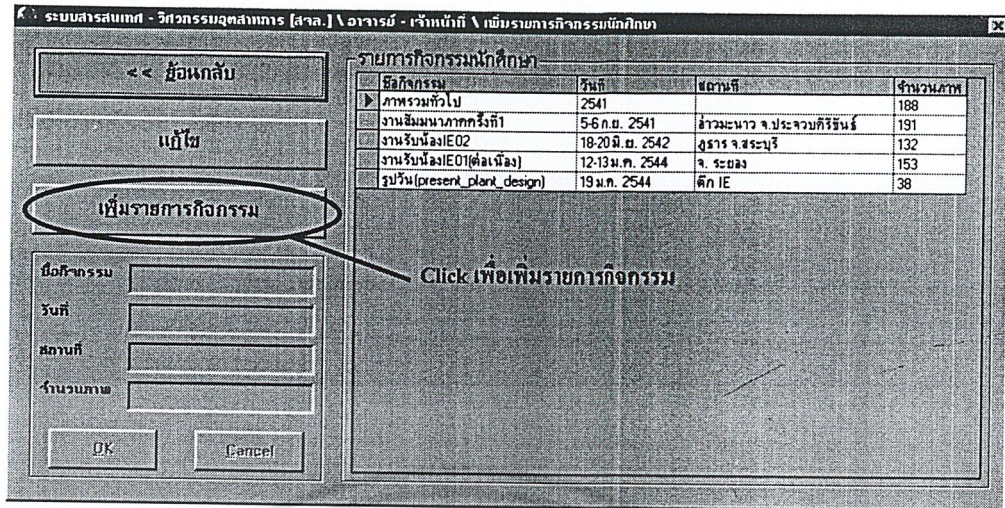 ระบบสารสนเทศ - วิศวกรรมอุตสาหการ [สจล.] \ อาจารย์ - เจ้าหน้าที่ \ เพิ่มรายการกิจกรรมนักศึกษา
<< ย้อนกลับ
แก้ไข
เพิ่มรายการกิจกรรม
ชื่อกิจกรรม
วันที่
สถานที่
จำนวนภาพ
OK Cancel
รายการกิจกรรมนักศึกษา
ชื่อกิจกรรม วันที่ สถานที่ จำนวนภาพ
ภาพรวมทั่วไป 2541 188
งานสัมมนาภาคครั้งที่1 5-6 ก.ย. 2541 อ่าวมะนาว จ.ประจวบคิรีขันธ์ 191
งานรับน้องIE02 18-20 มิ.ย. 2542 ภูธาร จ.สระบุรี 132
งานรับน้องIE01(ต่อเนื่อง) 12-13 ม.ค. 2544 จ. ระยอง 153
รูปวัน(present_plant_design) 19 ม.ค. 2544 ตึก IE 38
Click เพื่อเพิ่มรายการกิจกรรม